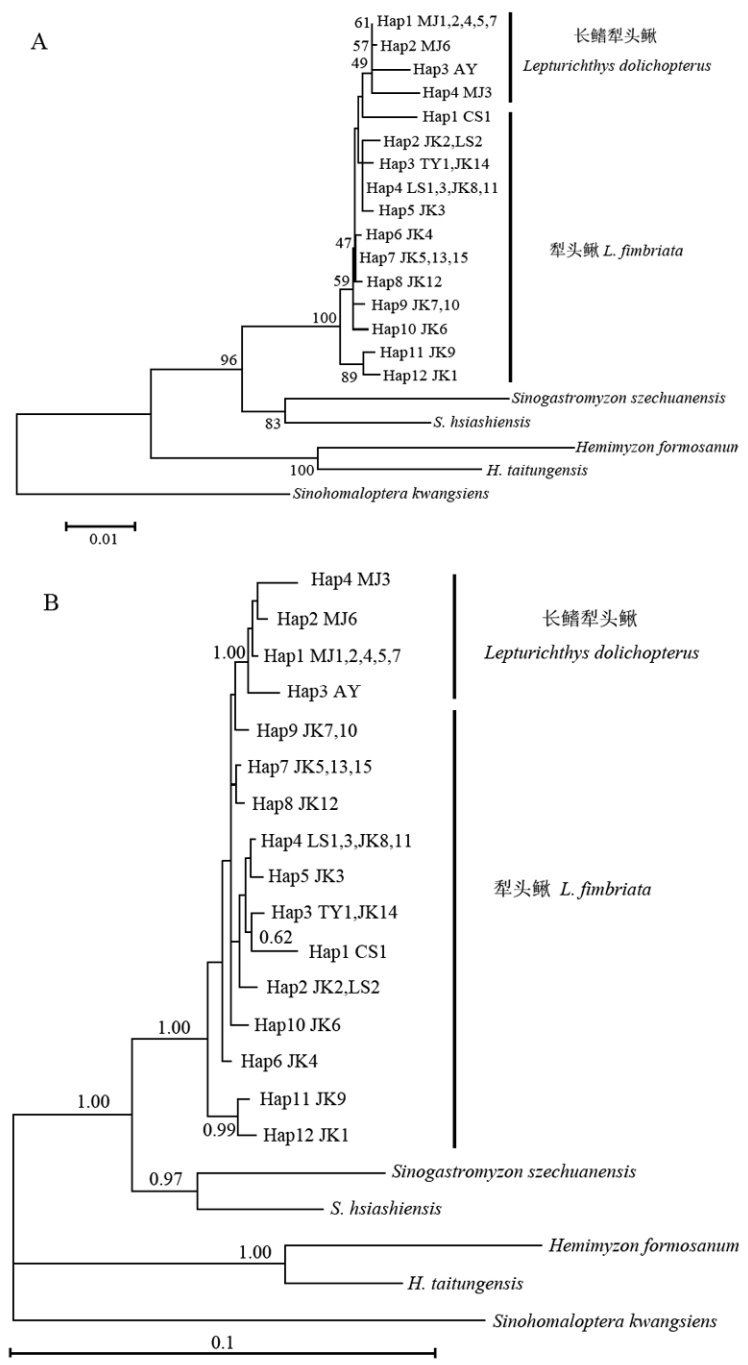 A
61
Hap1 MJ1,2,4,5,7
57
Hap2 MJ6
49
Hap3 AY
Hap4 MJ3
长鳍犁头鳅
Lepturichthys dolichopterus
Hap1 CS1
Hap2 JK2,LS2
Hap3 TY1,JK14
Hap4 LS1,3,JK8,11
Hap5 JK3
47
Hap6 JK4
Hap7 JK5,13,15
59
Hap8 JK12
Hap9 JK7,10
100
Hap10 JK6
Hap11 JK9
89
Hap12 JK1
犁头鳅 L. fimbriata
96
Sinogastromyzon szechuanensis
83
S. hsiashiensis
Hemimyzon formosanum
100
H. taitungensis
Sinohomaloptera kwangsiens
0.01
B
Hap4 MJ3
Hap2 MJ6
1.00
Hap1 MJ1,2,4,5,7
Hap3 AY
长鳍犁头鳅
Lepturichthys dolichopterus
Hap9 JK7,10
Hap7 JK5,13,15
Hap8 JK12
Hap4 LS1,3,JK8,11
Hap5 JK3
Hap3 TY1,JK14
0.62
Hap1 CS1
Hap2 JK2,LS2
Hap10 JK6
Hap6 JK4
Hap11 JK9
0.99
Hap12 JK1
犁头鳅 L. fimbriata
1.00
1.00
0.97
Sinogastromyzon szechuanensis
S. hsiashiensis
1.00
Hemimyzon formosanum
H. taitungensis
Sinohomaloptera kwangsiens
0.1